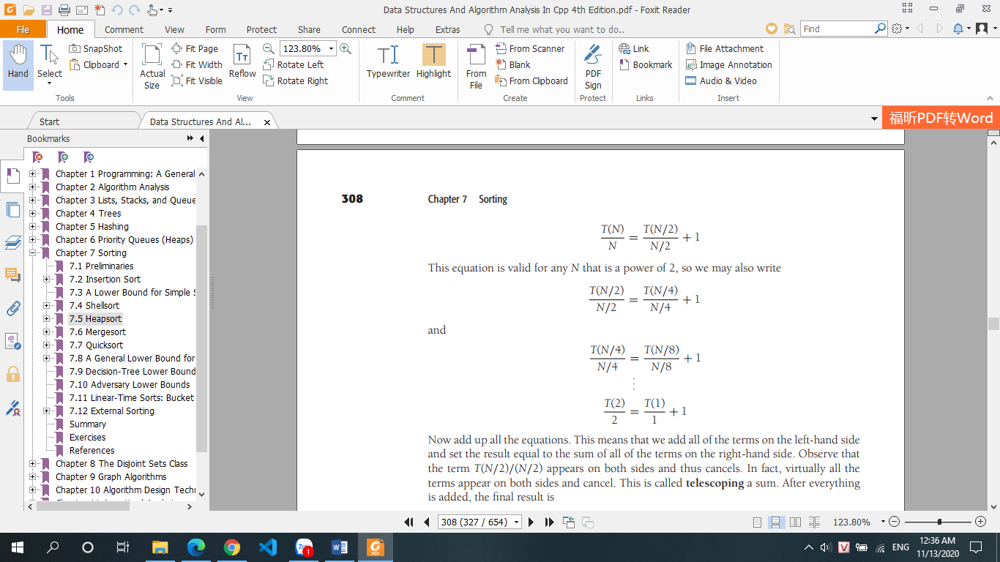 Data Structures And Algorithm Analysis In Cpp 4th Edition.pdf - Foxit Reader
File Home Comment View Form Protect Share Connect Help Extras Tell me what you want to do.. Find
Hand
Select
SnapShot
Clipboard
Tools
Actual Size
Fit Page
Fit Width
Fit Visible
Reflow
123.80%
Rotate Left
Rotate Right
View
Typewriter
Highlight
Comment
From File
From Scanner
Blank
From Clipboard
Create
PDF Sign
Protect
Link
Bookmark
Links
File Attachment
Image Annotation
Audio & Video
Insert
Start
Data Structures And Al...
福昕PDF转Word
Bookmarks
Chapter 1 Programming: A General
Chapter 2 Algorithm Analysis
Chapter 3 Lists, Stacks, and Queue
Chapter 4 Trees
Chapter 5 Hashing
Chapter 6 Priority Queues (Heaps)
Chapter 7 Sorting
7.1 Preliminaries
7.2 Insertion Sort
7.3 A Lower Bound for Simple S
7.4 Shellsort
7.5 Heapsort
7.6 Mergesort
7.7 Quicksort
7.8 A General Lower Bound for
7.9 Decision-Tree Lower Bound
7.10 Adversary Lower Bounds
7.11 Linear-Time Sorts: Bucket
7.12 External Sorting
Summary
Exercises
References
Chapter 8 The Disjoint Sets Class
Chapter 9 Graph Algorithms
Chapter 10 Algorithm Design Techn
308 Chapter 7 Sorting
T(N)/N = T(N/2)/(N/2) + 1
This equation is valid for any N that is a power of 2, so we may also write
T(N/2)/(N/2) = T(N/4)/(N/4) + 1
and
T(N/4)/(N/4) = T(N/8)/(N/8) + 1
⋮
T(2)/2 = T(1)/1 + 1
Now add up all the equations. This means that we add all of the terms on the left-hand side
and set the result equal to the sum of all of the terms on the right-hand side. Observe that
the term T(N/2)/(N/2) appears on both sides and thus cancels. In fact, virtually all the
terms appear on both sides and cancel. This is called telescoping a sum. After everything
is added, the final result is
308 (327 / 654)
123.80%
Zalo
1
PDF
V
ENG
12:36 AM
11/13/2020